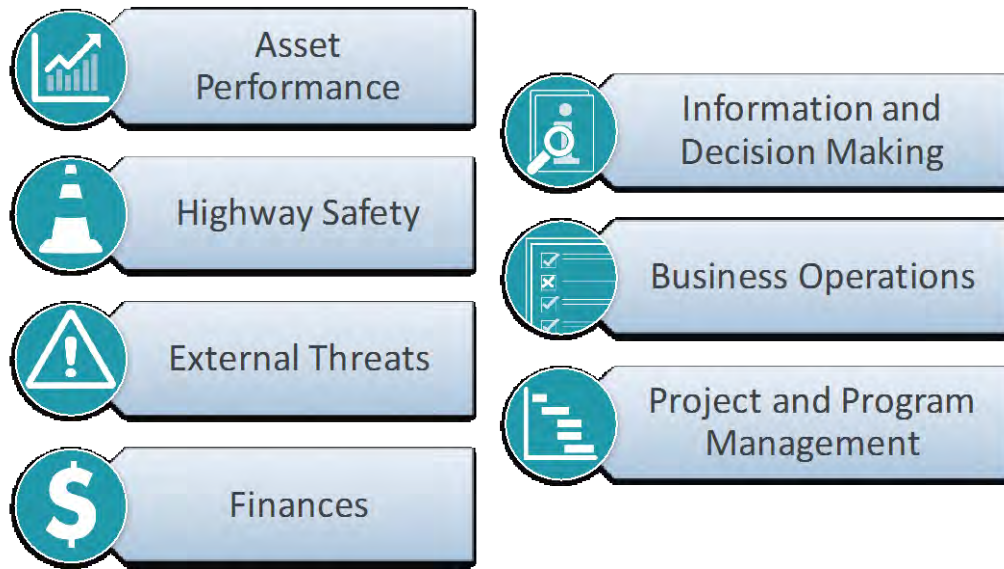 Asset
Performance
Highway Safety
External Threats
$
Finances
Information and
Decision Making
Business Operations
Project and Program
Management